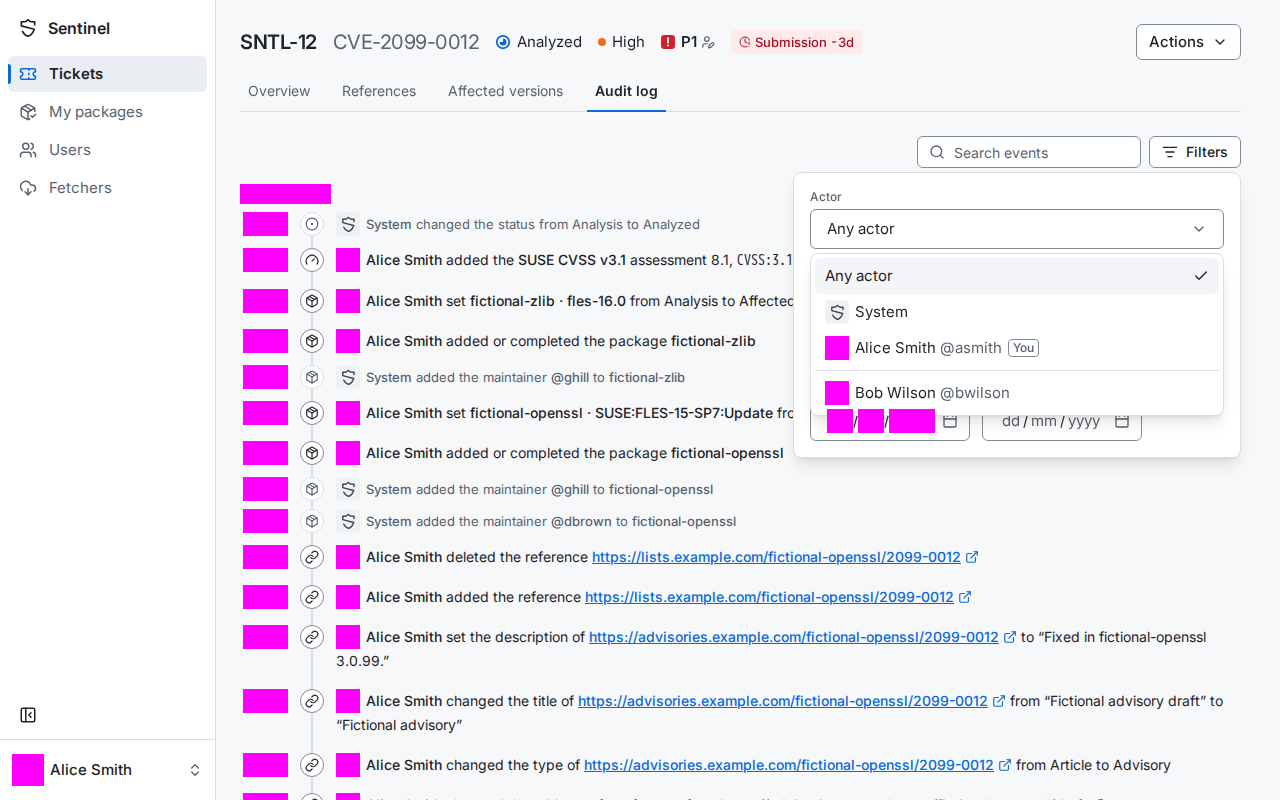 Sentinel
Tickets
My packages
Users
Fetchers
Alice Smith
SNTL-12 CVE-2099-0012 Analyzed High P1 Submission -3d
Actions
Overview References Affected versions Audit log
Search events Filters
Actor
Any actor
Any actor
System
Alice Smith @asmith You
Bob Wilson @bwilson
/ / dd / mm / yyyy
System changed the status from Analysis to Analyzed
Alice Smith added the SUSE CVSS v3.1 assessment 8.1, CVSS:3.1
Alice Smith set fictional-zlib · fles-16.0 from Analysis to Affected
Alice Smith added or completed the package fictional-zlib
System added the maintainer @ghill to fictional-zlib
Alice Smith set fictional-openssl · SUSE:FLES-15-SP7:Update
Alice Smith added or completed the package fictional-openssl
System added the maintainer @ghill to fictional-openssl
System added the maintainer @dbrown to fictional-openssl
Alice Smith deleted the reference https://lists.example.com/fictional-openssl/2099-0012
Alice Smith added the reference https://lists.example.com/fictional-openssl/2099-0012
Alice Smith set the description of https://advisories.example.com/fictional-openssl/2099-0012 to “Fixed in fictional-openssl
3.0.99.”
Alice Smith changed the title of https://advisories.example.com/fictional-openssl/2099-0012 from “Fictional advisory draft” to
“Fictional advisory”
Alice Smith changed the type of https://advisories.example.com/fictional-openssl/2099-0012 from Article to Advisory